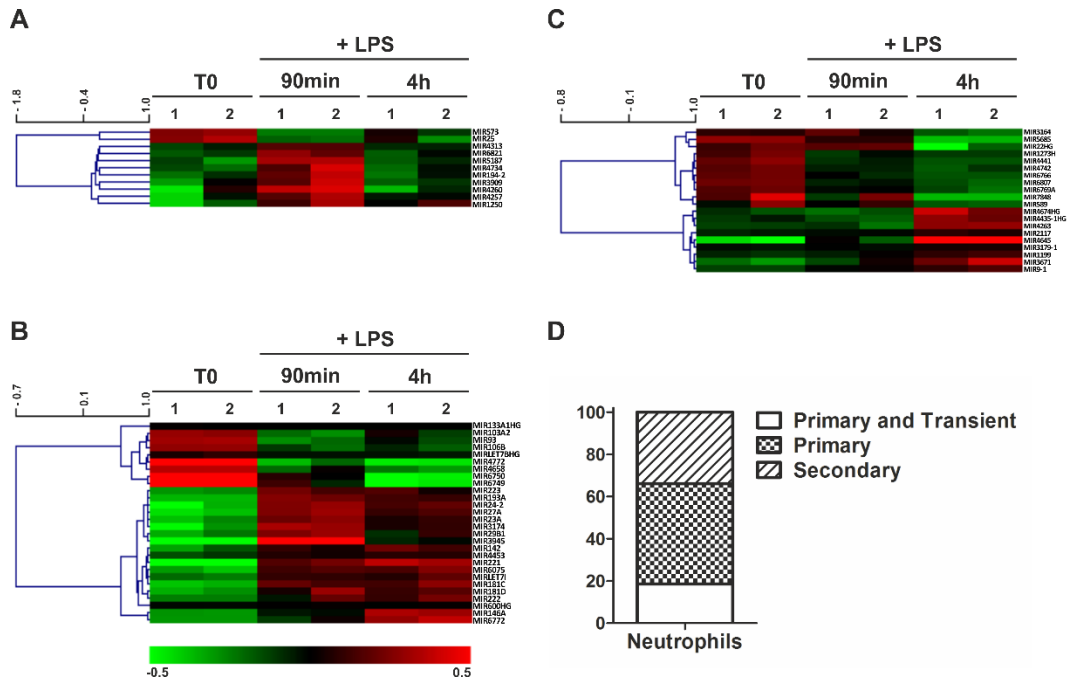 A
+ LPS
T0 90min 4h
-1.8 -0.4 1.0
1 2 1 2 1 2
MIR573
MIR25
MIR4313
MIR6821
MIR5187
MIR4734
MIR194-2
MIR3909
MIR4260
MIR4257
MIR1250
B
+ LPS
T0 90min 4h
-0.7 0.1 1.0
1 2 1 2 1 2
MIR133A1HG
MIR103A2
MIR93
MIR106B
MIRLET7BHG
MIR4772
MIR4658
MIR6750
MIR6749
MIR223
MIR193A
MIR24-2
MIR27A
MIR23A
MIR3174
MIR29B1
MIR3945
MIR142
MIR4453
MIR221
MIR6075
MIRLET7I
MIR181C
MIR181D
MIR222
MIR600HG
MIR146A
MIR6772
-0.5 0.5
C
+ LPS
T0 90min 4h
-0.8 -0.1 1.0
1 2 1 2 1 2
MIR3164
MIR5685
MIR22HG
MIR1273H
MIR4441
MIR4742
MIR6766
MIR6807
MIR6769A
MIR7848
MIR589
MIR4674HG
MIR4435-1HG
MIR4263
MIR2117
MIR4645
MIR3179-1
MIR1199
MIR3671
MIR9-1
D
100
80
60
40
20
0
Neutrophils
Primary and Transient
Primary
Secondary